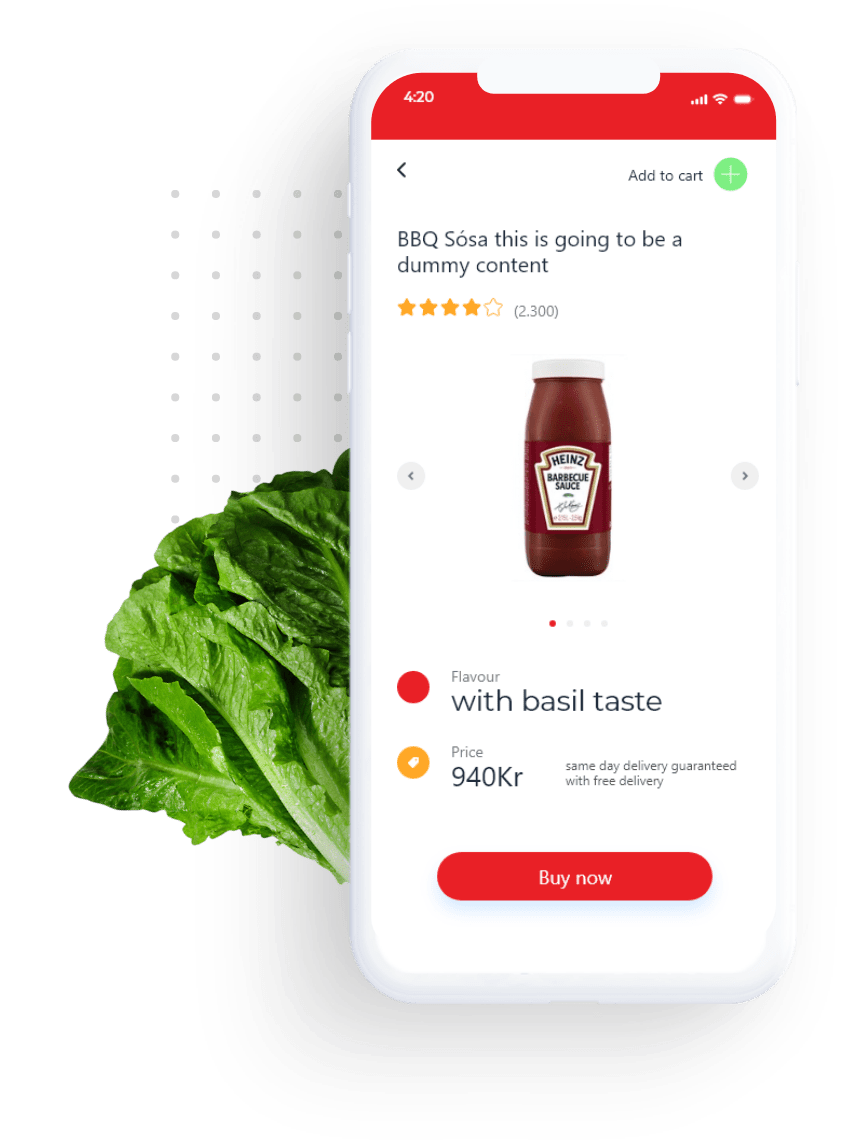 4:20
Add to cart
BBQ Sósa this is going to be a
dummy content
(2.300)
HEINZ
BARBECUE
SAUCE
Flavour
with basil taste
Price
940Kr
same day delivery guaranteed
with free delivery
Buy now